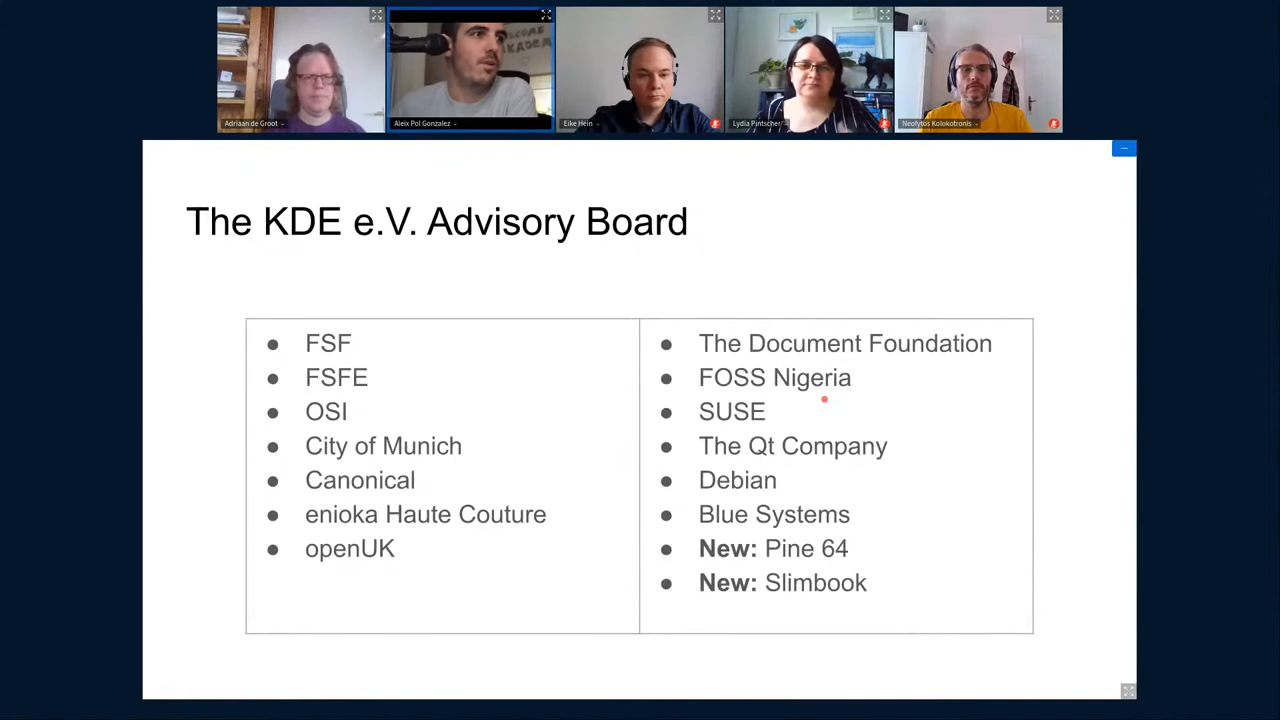 WELCOME
AKADEM
Adriaan de Groot
Aleix Pol Gonzalez
Eike Hein
Lydia Pintscher
Neofytos Kolokotronis
The KDE e.V. Advisory Board
FSF
FSFE
OSI
City of Munich
Canonical
enioka Haute Couture
openUK
The Document Foundation
FOSS Nigeria
SUSE
The Qt Company
Debian
Blue Systems
New: Pine 64
New: Slimbook